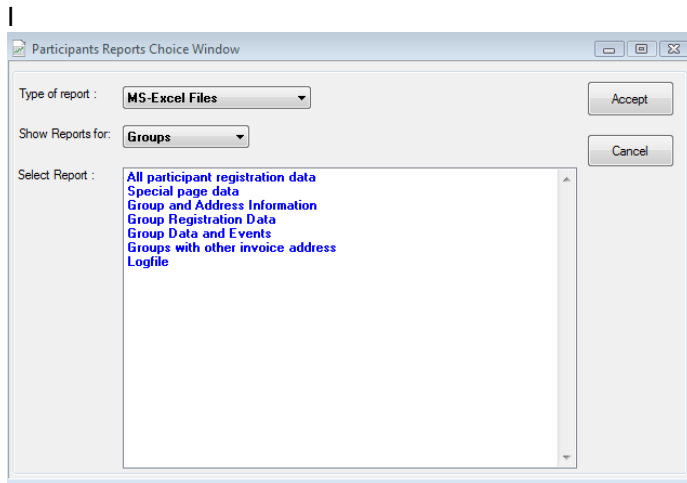 Participants Reports Choice Window
Type of report : MS-Excel Files
Accept
Show Reports for: Groups
Cancel
Select Report :
All participant registration data
Special page data
Group and Address Information
Group Registration Data
Group Data and Events
Groups with other invoice address
Logfile